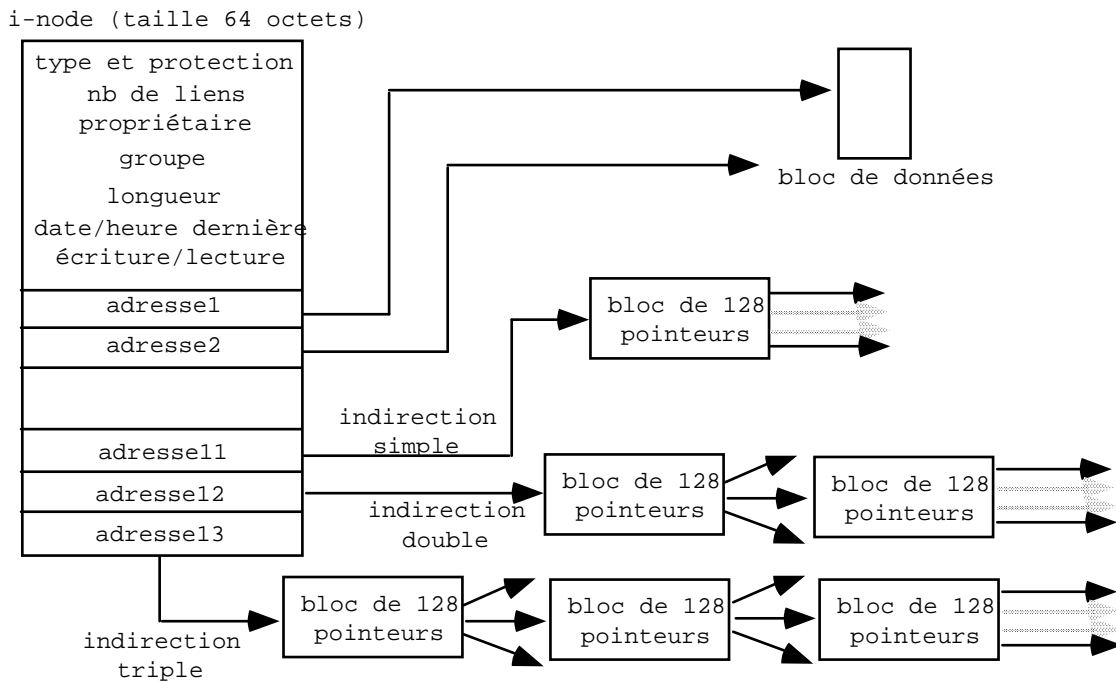 i-node (taille 64 octets)
type et protection
nb de liens
propriétaire
groupe
longueur
date/heure dernière
écriture/lecture
bloc de données
adresse1
adresse2
bloc de 128
pointeurs
indirection
simple
adresse11
adresse12
adresse13
indirection
double
bloc de 128
pointeurs
bloc de 128
pointeurs
indirection
triple
bloc de 128
pointeurs
bloc de 128
pointeurs
bloc de 128
pointeurs